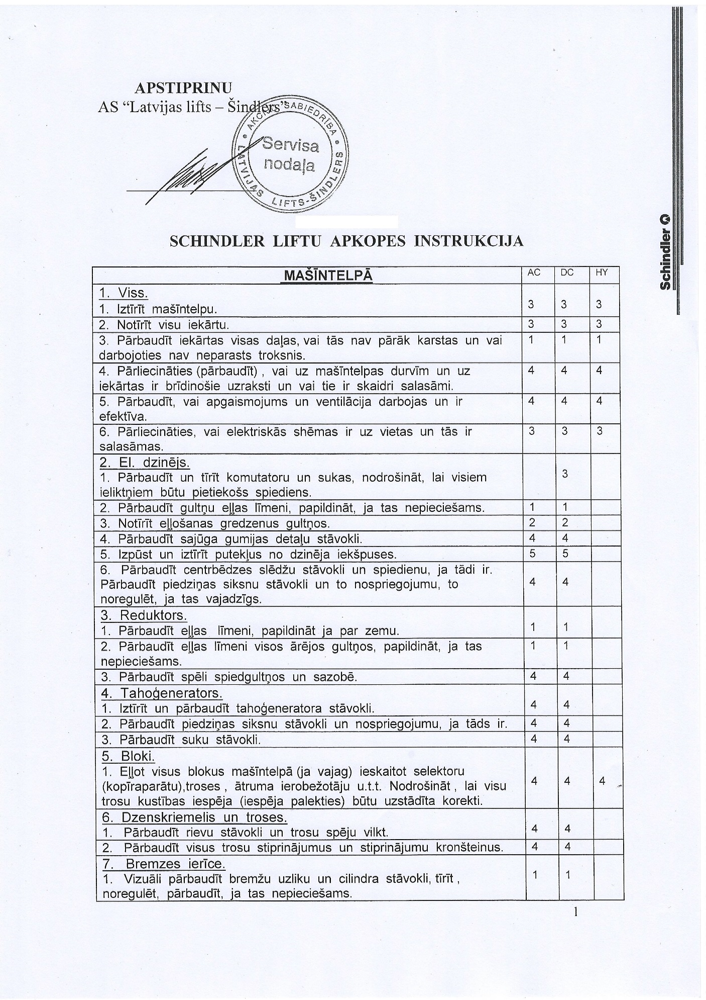 APSTIPRINU
AS “Latvijas lifts – Šindlers”
AKCIJU SABIEDRĪBA
LATVIJAS LIFTS-ŠINDLERS
Servisa
nodaļa
Schindler
SCHINDLER LIFTU APKOPES INSTRUKCIJA
MAŠĪNTELPĀ AC DC HY
1. Viss.
1. Iztīrīt mašīntelpu. 3 3 3
2. Notīrīt visu iekārtu. 3 3 3
3. Pārbaudīt iekārtas visas daļas, vai tās nav pārāk karstas un vai 1 1 1
darbojoties nav neparasts troksnis.
4. Pārliecināties (pārbaudīt) , vai uz mašīntelpas durvīm un uz 4 4 4
iekārtas ir brīdinošie uzraksti un vai tie ir skaidri salasāmi.
5. Pārbaudīt, vai apgaismojums un ventilācija darbojas un ir 4 4 4
efektīva.
6. Pārliecināties, vai elektriskās shēmas ir uz vietas un tās ir 3 3 3
salasāmas.
2. El. dzinējs.
1. Pārbaudīt un tīrīt komutatoru un sukas, nodrošināt, lai visiem 3
ieliktņiem būtu pietiekošs spiediens.
2. Pārbaudīt gultņu eļļas līmeni, papildināt, ja tas nepieciešams. 1 1
3. Notīrīt eļļošanas gredzenus gultņos. 2 2
4. Pārbaudīt sajūga gumijas detaļu stāvokli. 4 4
5. Izpūst un iztīrīt putekļus no dzinēja iekšpuses. 5 5
6. Pārbaudīt centrbēdzes slēdžu stāvokli un spiedienu, ja tādi ir.
Pārbaudīt piedziņas siksnu stāvokli un to nospriegojumu, to 4 4
noregulēt, ja tas vajadzīgs.
3. Reduktors.
1. Pārbaudīt eļļas līmeni, papildināt ja par zemu. 1 1
2. Pārbaudīt eļļas līmeni visos ārējos gultņos, papildināt, ja tas 1 1
nepieciešams.
3. Pārbaudīt spēli spiedgultņos un sazobē. 4 4
4. Tahoģenerators.
1. Iztīrīt un pārbaudīt tahoģeneratora stāvokli. 4 4
2. Pārbaudīt piedziņas siksnu stāvokli un nospriegojumu, ja tāds ir. 4 4
3. Pārbaudīt suku stāvokli. 4 4
5. Bloki.
1. Eļļot visus blokus mašīntelpā (ja vajag) ieskaitot selektoru
(kopīraparātu),troses , ātruma ierobežotāju u.t.t. Nodrošināt , lai visu 4 4 4
trosu kustības iespēja (iespēja palekties) būtu uzstādīta korekti.
6. Dzenskriemelis un troses.
1. Pārbaudīt rievu stāvokli un trosu spēju vilkt. 4 4
2. Pārbaudīt visus trosu stiprinājumus un stiprinājumu kronšteinus. 4 4
7. Bremzes ierīce.
1. Vizuāli pārbaudīt bremžu uzliku un cilindra stāvokli, tīrīt , 1 1
noregulēt, pārbaudīt, ja tas nepieciešams.
1